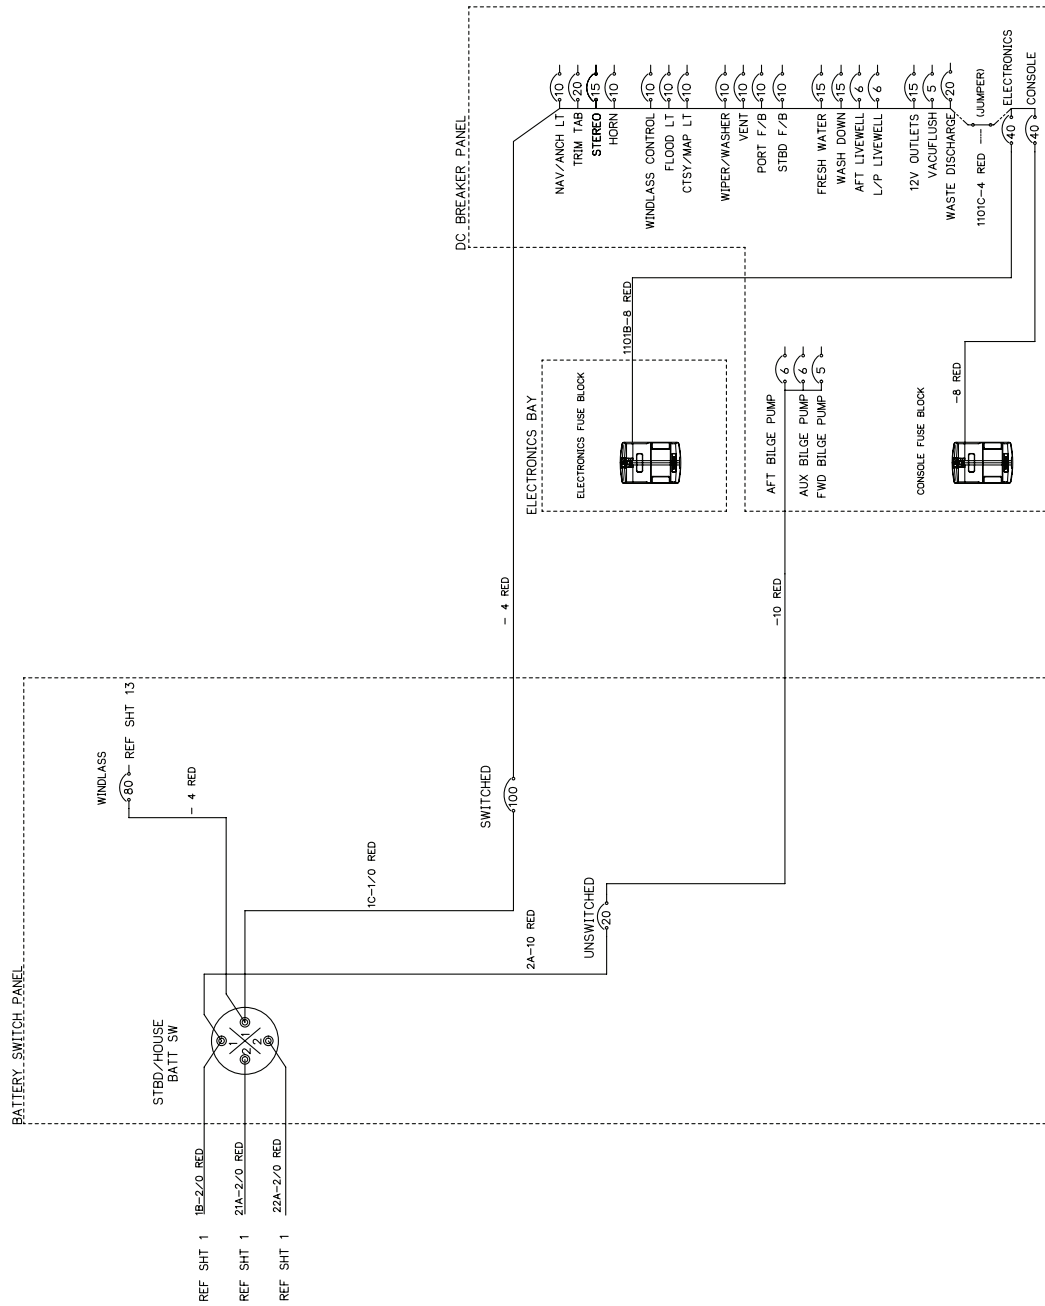 BATTERY SWITCH PANEL
STBD/HOUSE
BATT SW
1
1
2
2
REF SHT 1
1B-2/0 RED
REF SHT 1
21A-2/0 RED
REF SHT 1
22A-2/0 RED
WINDLASS
80
REF SHT 13
- 4 RED
1C-1/0 RED
SWITCHED
100
- 4 RED
2A-10 RED
UNSWITCHED
20
-10 RED
ELECTRONICS BAY
ELECTRONICS FUSE BLOCK
1101B-8 RED
DC BREAKER PANEL
NAV/ANCH LT 10
TRIM TAB 20
STEREO 15
HORN 10
WINDLASS CONTROL 10
FLOOD LT 10
CTSY/MAP LT 10
WIPER/WASHER 10
VENT 10
PORT F/B 10
STBD F/B 10
FRESH WATER 15
WASH DOWN 15
AFT LIVEWELL 6
L/P LIVEWELL 6
12V OUTLETS 15
VACUFLUSH 5
WASTE DISCHARGE 20
1101C-4 RED --- (JUMPER)
40 ELECTRONICS
40 CONSOLE
AFT BILGE PUMP 6
AUX BILGE PUMP 6
FWD BILGE PUMP 5
CONSOLE FUSE BLOCK
-8 RED